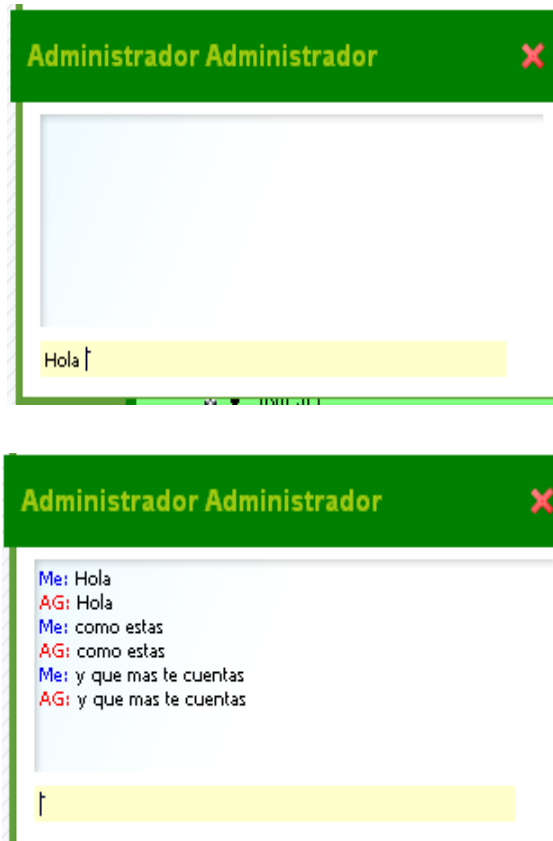 Administrador Administrador
Hola
Administrador Administrador
Me: Hola
AG: Hola
Me: como estas
AG: como estas
Me: y que mas te cuentas
AG: y que mas te cuentas